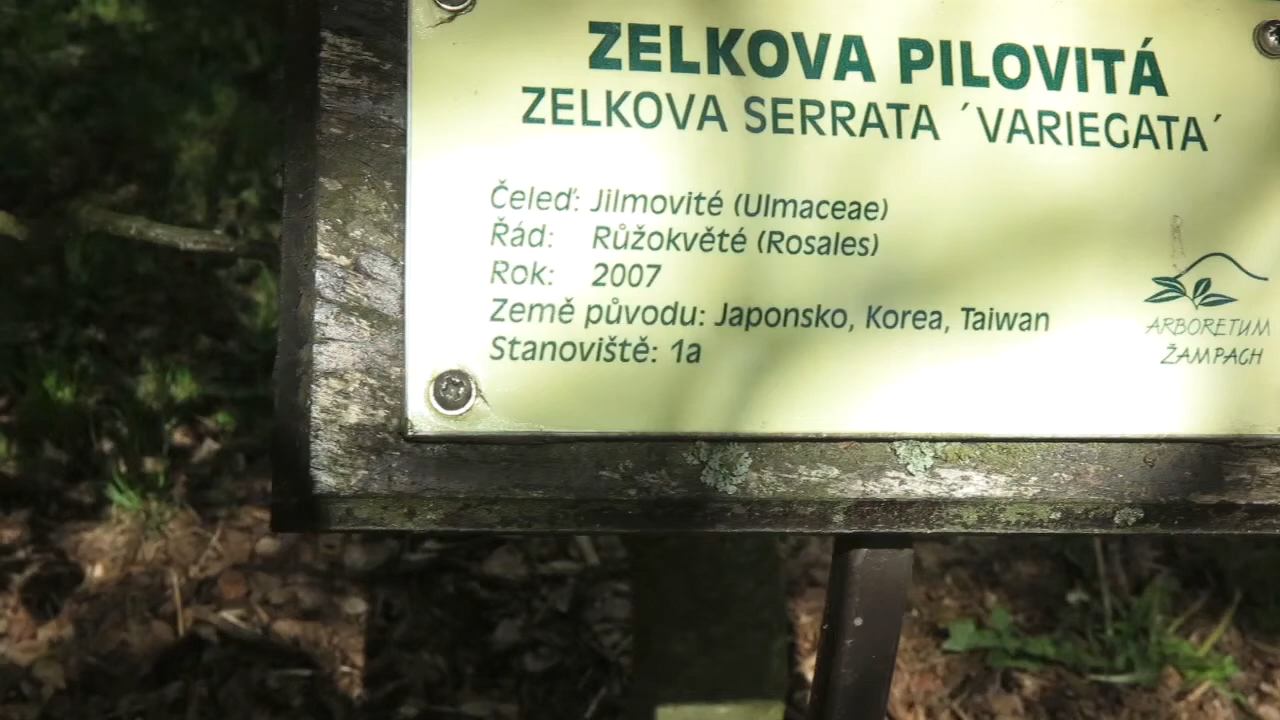 ZELKOVA PILOVITÁ
ZELKOVA SERRATA ´VARIEGATA´
Čeleď: Jilmovité (Ulmaceae)
Řád: Růžokvěté (Rosales)
Rok: 2007
Země původu: Japonsko, Korea, Taiwan
Stanoviště: 1a
ARBORETUM
ŽAMPACH